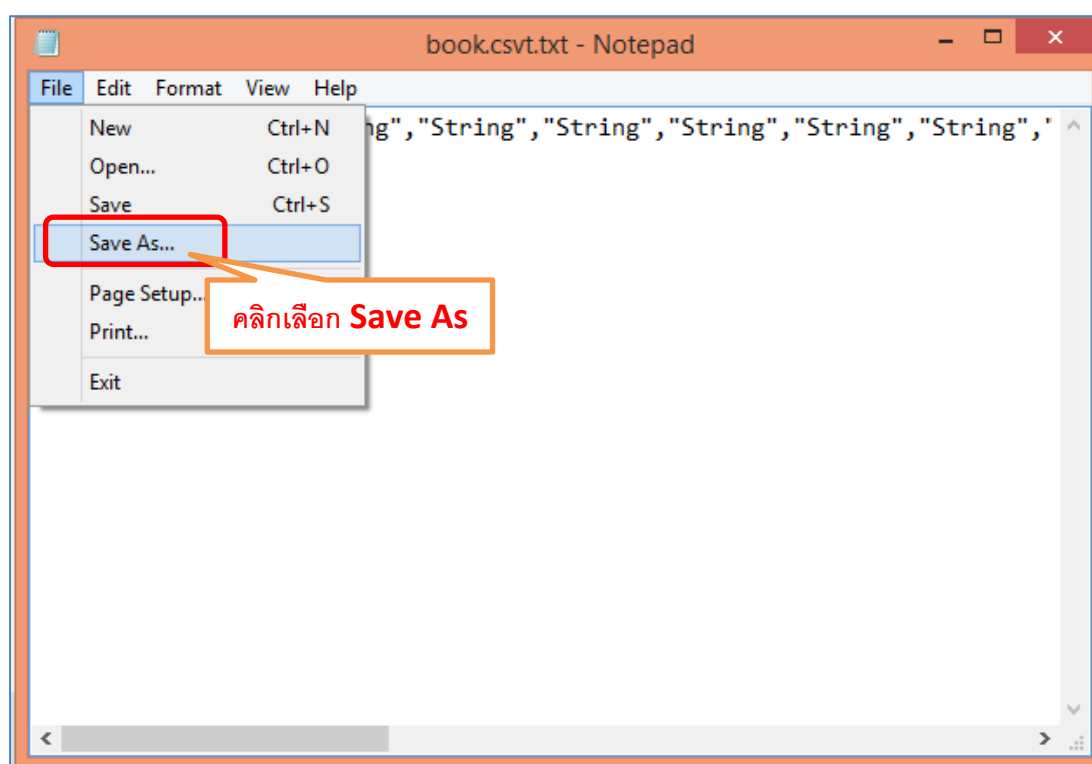 book.csvt.txt - Notepad
File Edit Format View Help
New Ctrl+N
ng","String","String","String","String","String","
Open... Ctrl+O
Save Ctrl+S
Save As...
Page Setup...
คลิกเลือก Save As
Print...
Exit